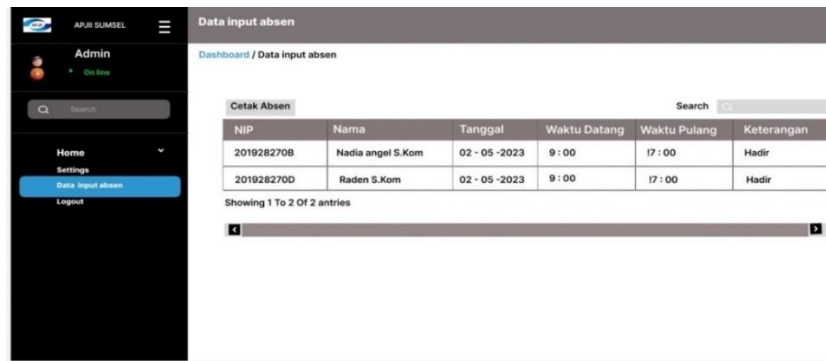 APJII SUMSEL
Admin
On line
Search
Home
Settings
Data input absen
Logout
Data input absen
Dashboard / Data input absen
Cetak Absen Search
NIP Nama Tanggal Waktu Datang Waktu Pulang Keterangan
201928270B Nadia angel S.Kom 02 - 05 -2023 9 : 00 !7 : 00 Hadir
201928270D Raden S.Kom 02 - 05 -2023 9 : 00 !7 : 00 Hadir
Showing 1 To 2 Of 2 antries